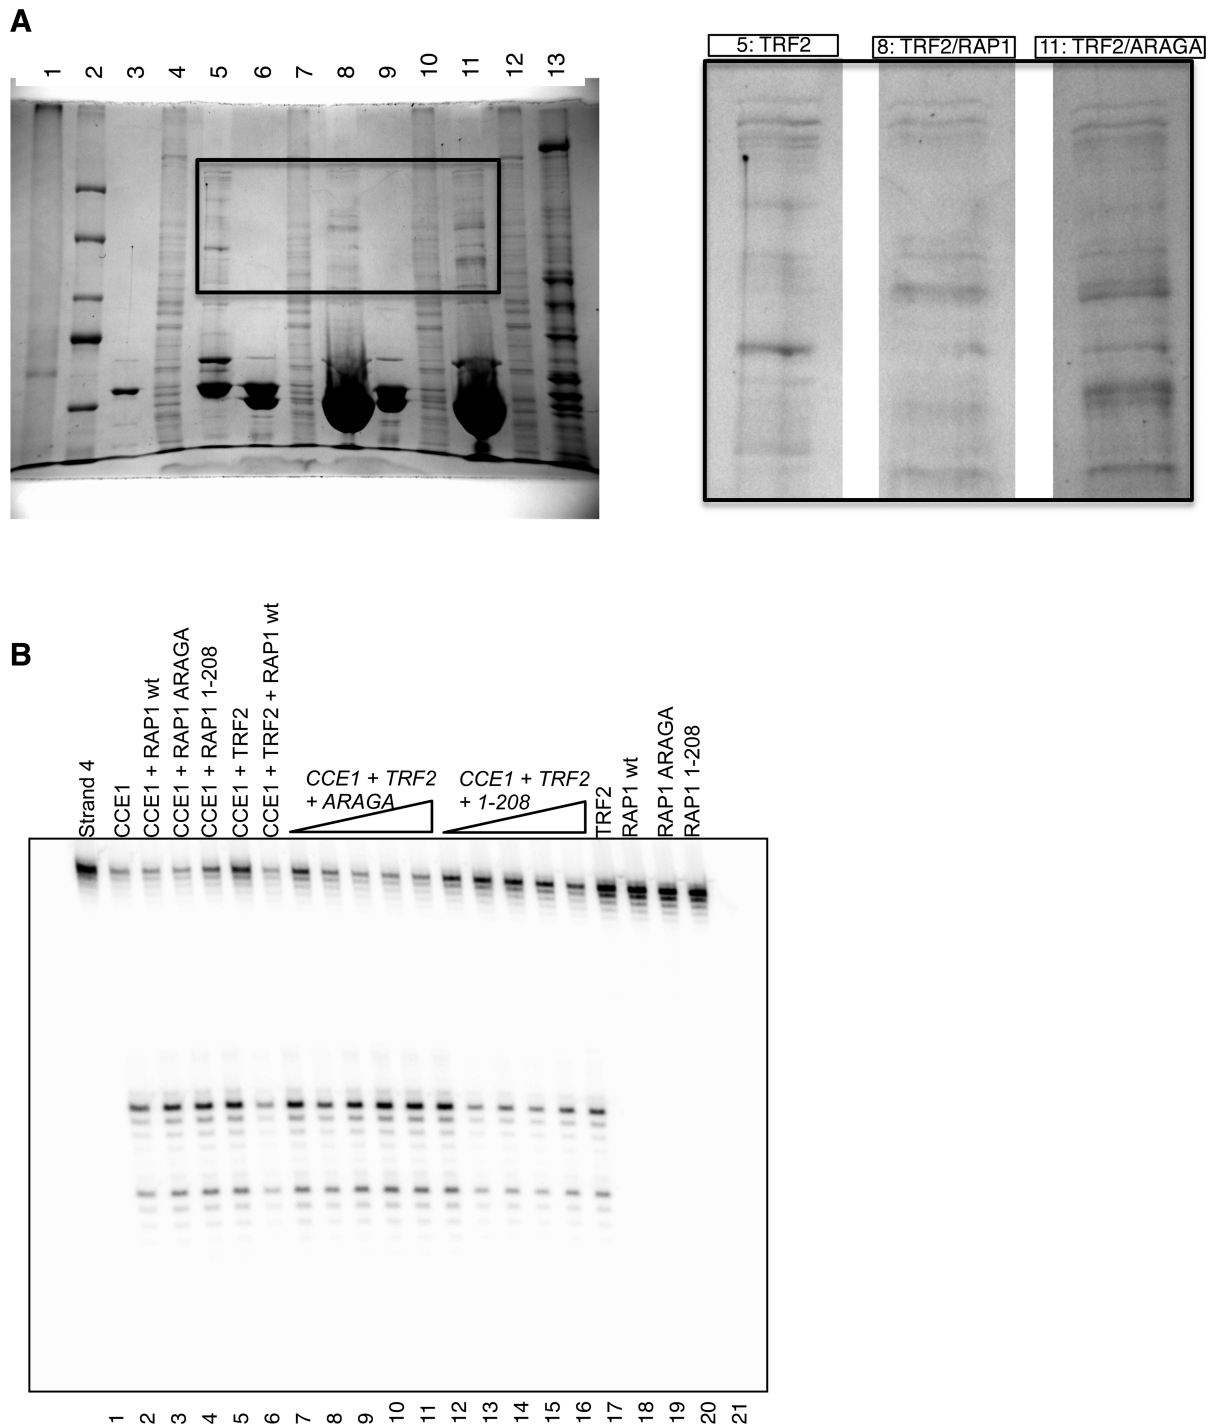 A
1 2 3 4 5 6 7 8 9 10 11 12 13
5: TRF2
8: TRF2/RAP1
11: TRF2/ARAGA
B
Strand 4
CCE1
CCE1 + RAP1 wt
CCE1 + RAP1 ARAGA
CCE1 + RAP1 1-208
CCE1 + TRF2
CCE1 + TRF2 + RAP1 wt
CCE1 + TRF2
+ ARAGA
CCE1 + TRF2
+ 1-208
TRF2
RAP1 wt
RAP1 ARAGA
RAP1 1-208
1 2 3 4 5 6 7 8 9 10 11 12 13 14 15 16 17 18 19 20 21